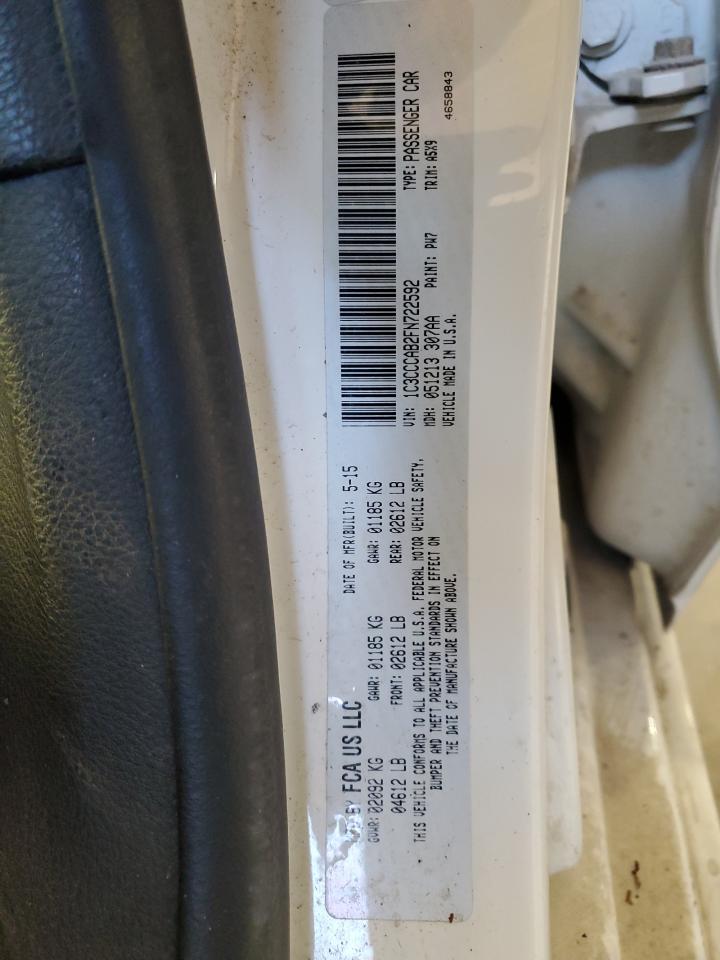 BY FCA US LLC
DATE OF MFR(BUILT): 5-15
GVWR: 02092 KG
GAWR: 01185 KG
GAWR: 01185 KG
04612 LB
FRONT: 02612 LB
REAR: 02612 LB
THIS VEHICLE CONFORMS TO ALL APPLICABLE U.S.A. FEDERAL MOTOR VEHICLE SAFETY,
BUMPER AND THEFT PREVENTION STANDARDS IN EFFECT ON
THE DATE OF MANUFACTURE SHOWN ABOVE.
VIN: 1C3CCCAB2FN722592
TYPE: PASSENGER CAR
MDH: 051213 307AA
PAINT: PW7
TRIM: A5X9
VEHICLE MADE IN U.S.A.
4658843